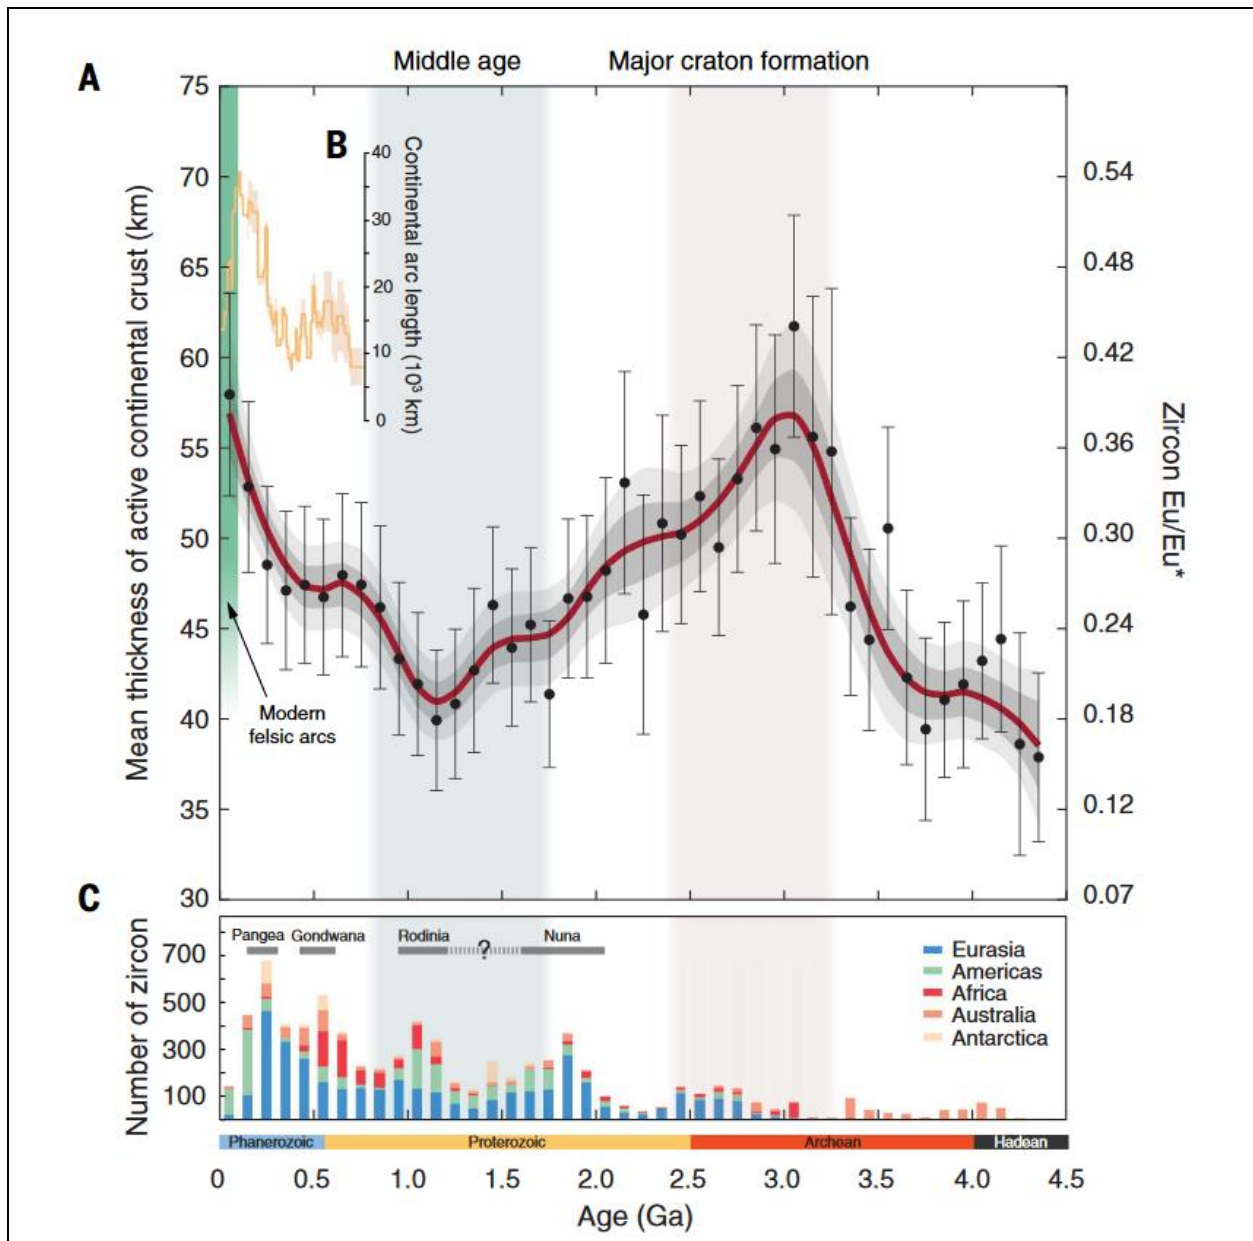 A
Middle age
Major craton formation
75
70
65
60
55
50
45
40
35
30
Mean thickness of active continental crust (km)
B
40
30
20
10
0
Continental arc length (10³ km)
Modern
felsic arcs
0.54
0.48
0.42
0.36
0.30
0.24
0.18
0.12
0.07
Zircon Eu/Eu*
C
Number of zircon
700
500
300
100
Pangea
Gondwana
Rodinia
?
Nuna
Eurasia
Americas
Africa
Australia
Antarctica
Phanerozoic
Proterozoic
Archean
Hadean
0 0.5 1.0 1.5 2.0 2.5 3.0 3.5 4.0 4.5
Age (Ga)